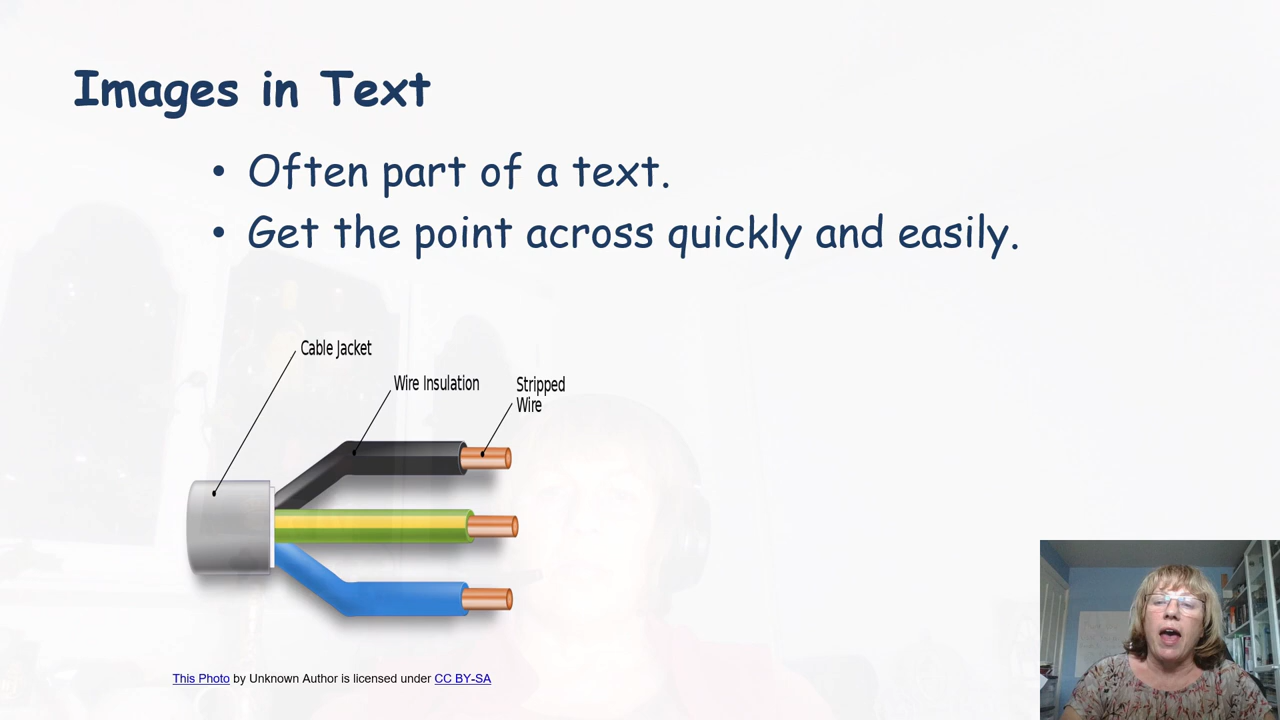 Images in Text
• Often part of a text.
• Get the point across quickly and easily.
Cable Jacket
Wire Insulation
Stripped
Wire
This Photo by Unknown Author is licensed under CC BY-SA